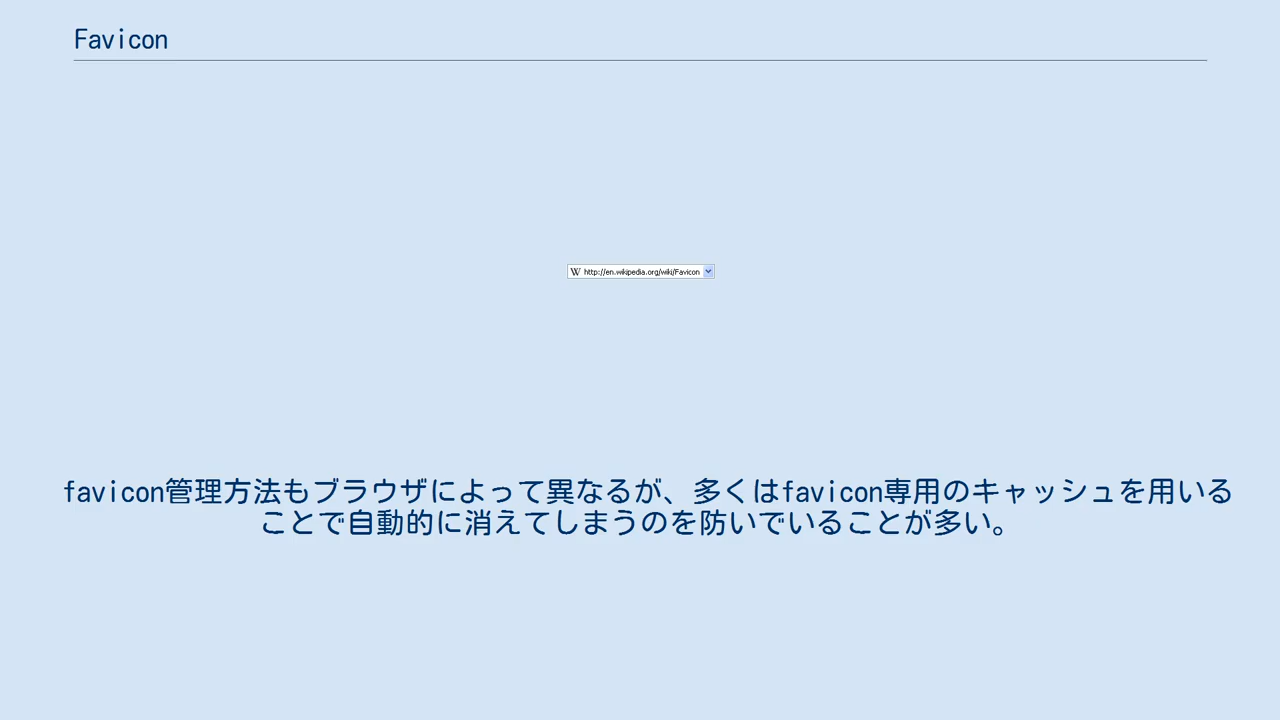 Favicon
W http://en.wikipedia.org/wiki/Favicon
favicon管理方法もブラウザによって異なるが、多くはfavicon専用のキャッシュを用いる
ことで自動的に消えてしまうのを防いでいることが多い。